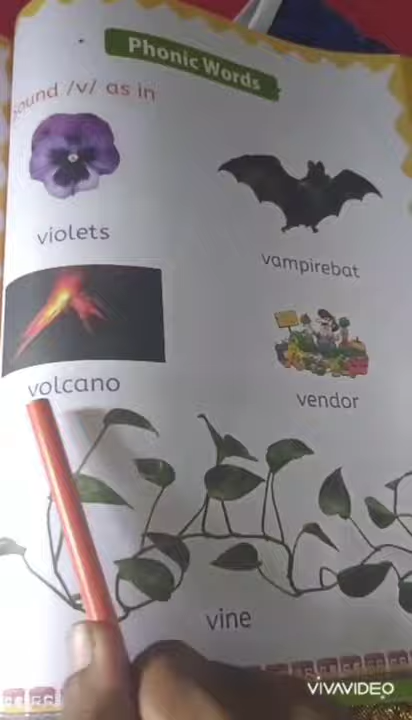 Phonic Words
Sound /v/ as in
violets
vampirebat
volcano
vendor
vine
VIVAVIDEO